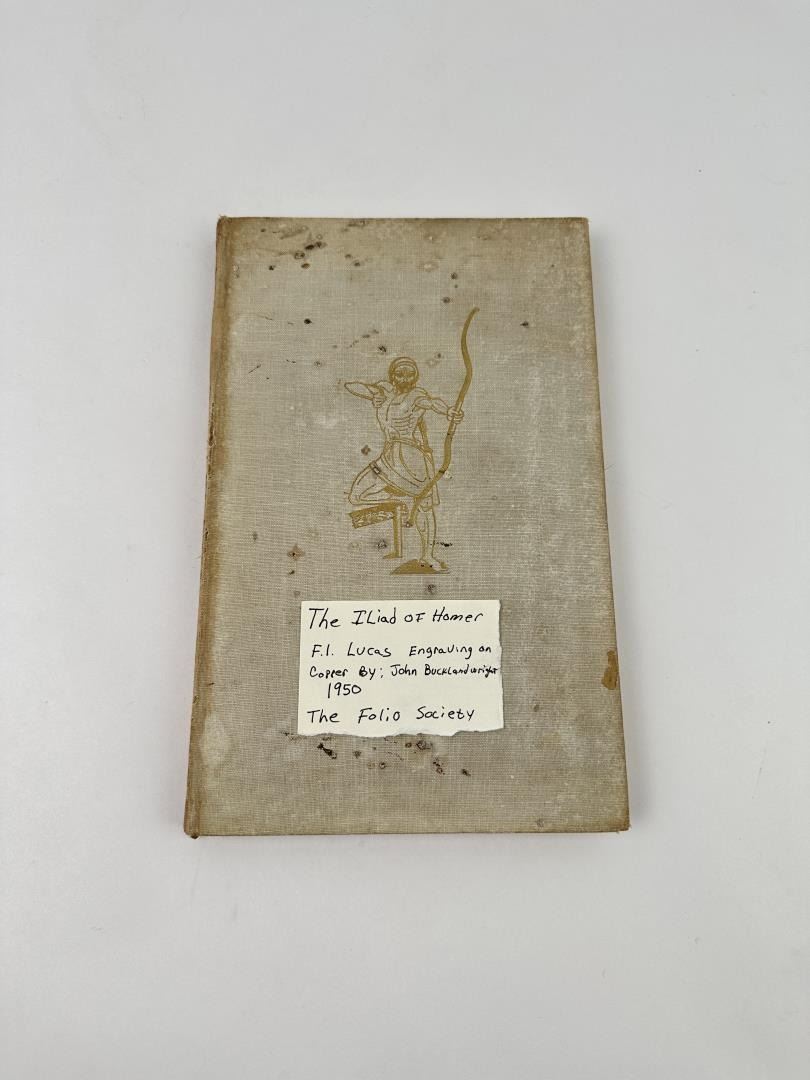 The ILiad OF Homer
F.l. Lucas Engraving on
Copper By; John Bucklandwright
1950
The Folio Society